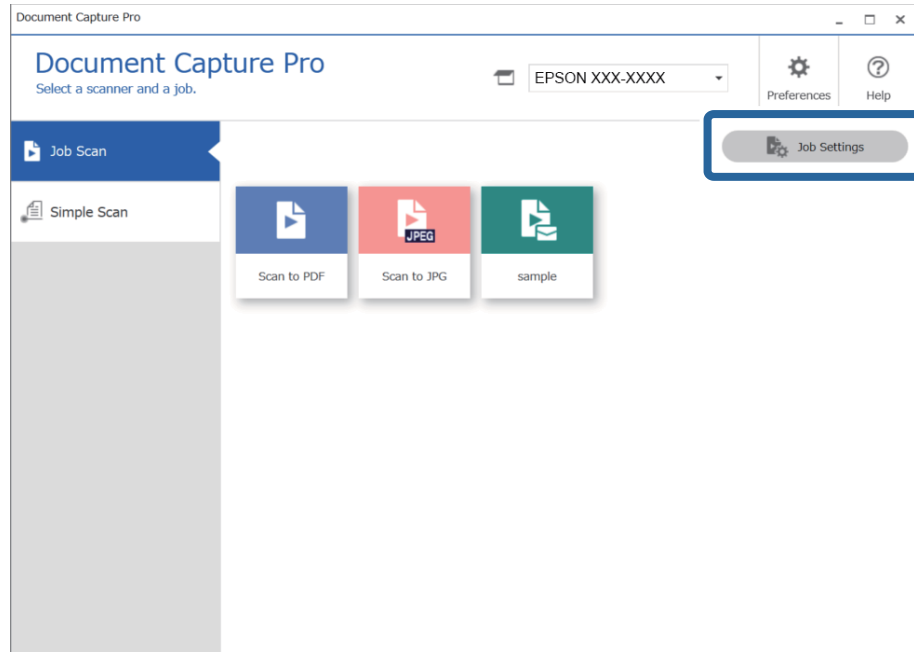 Document Capture Pro
Document Capture Pro
Select a scanner and a job.
EPSON XXX-XXXX
Preferences
Help
Job Scan
Job Settings
Simple Scan
JPEG
Scan to PDF
Scan to JPG
sample